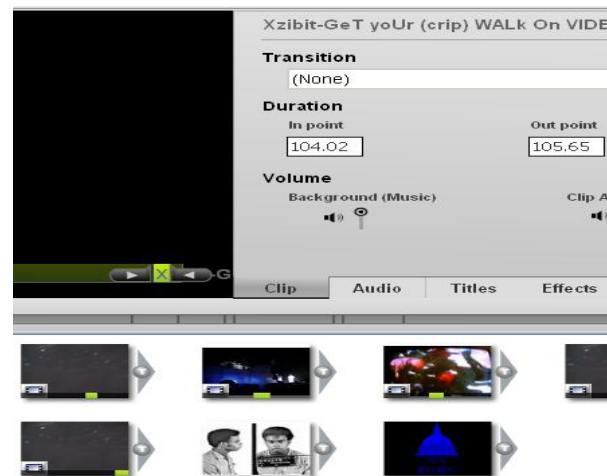 Xzibit-GeT yoUr (crip) WALk On VIDE
Transition
(None)
Duration
In point Out point
104.02 105.65
Volume
Background (Music) Clip A
X -G
Clip Audio Titles Effects